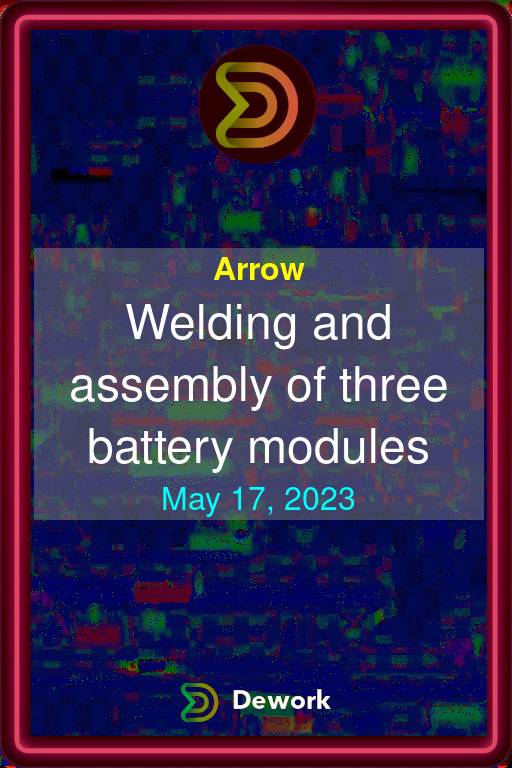 Arrow
Welding and
assembly of three
battery modules
May 17, 2023
Dework